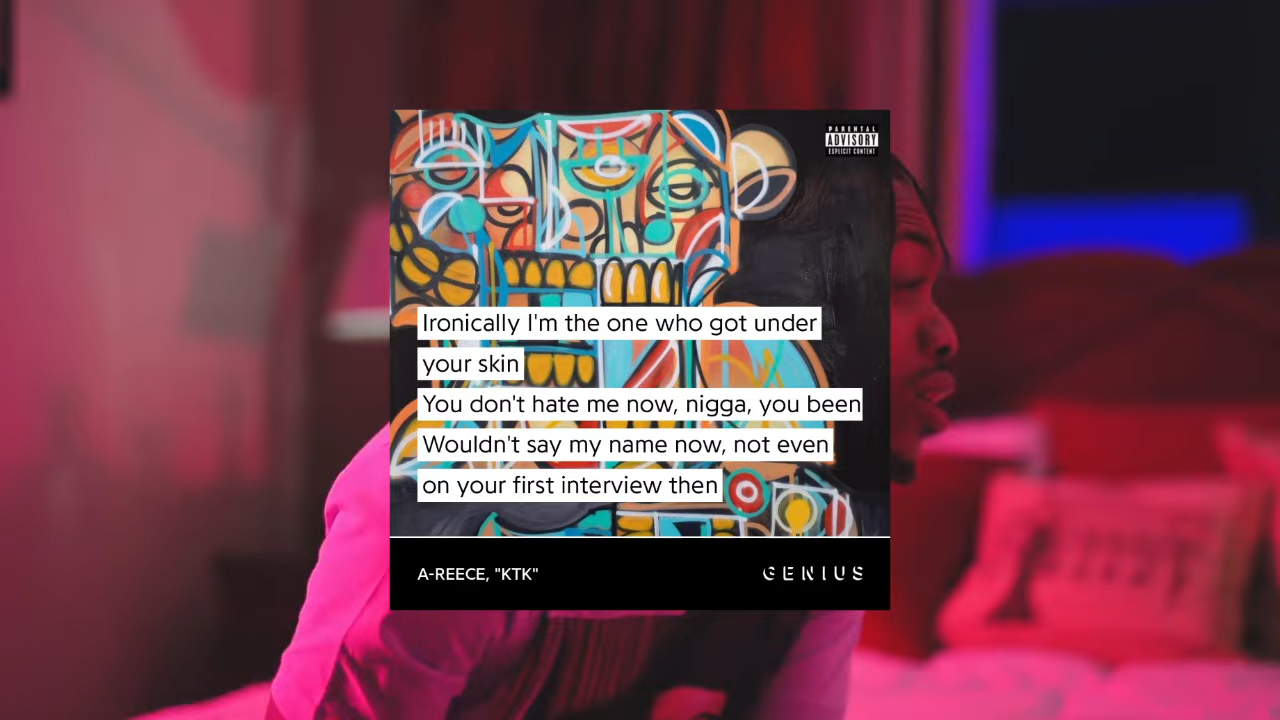 PARENTAL
ADVISORY
EXPLICIT CONTENT
Ironically I'm the one who got under
your skin
You don't hate me now, nigga, you been
Wouldn't say my name now, not even
on your first interview then
A-REECE, "KTK"
GENIUS